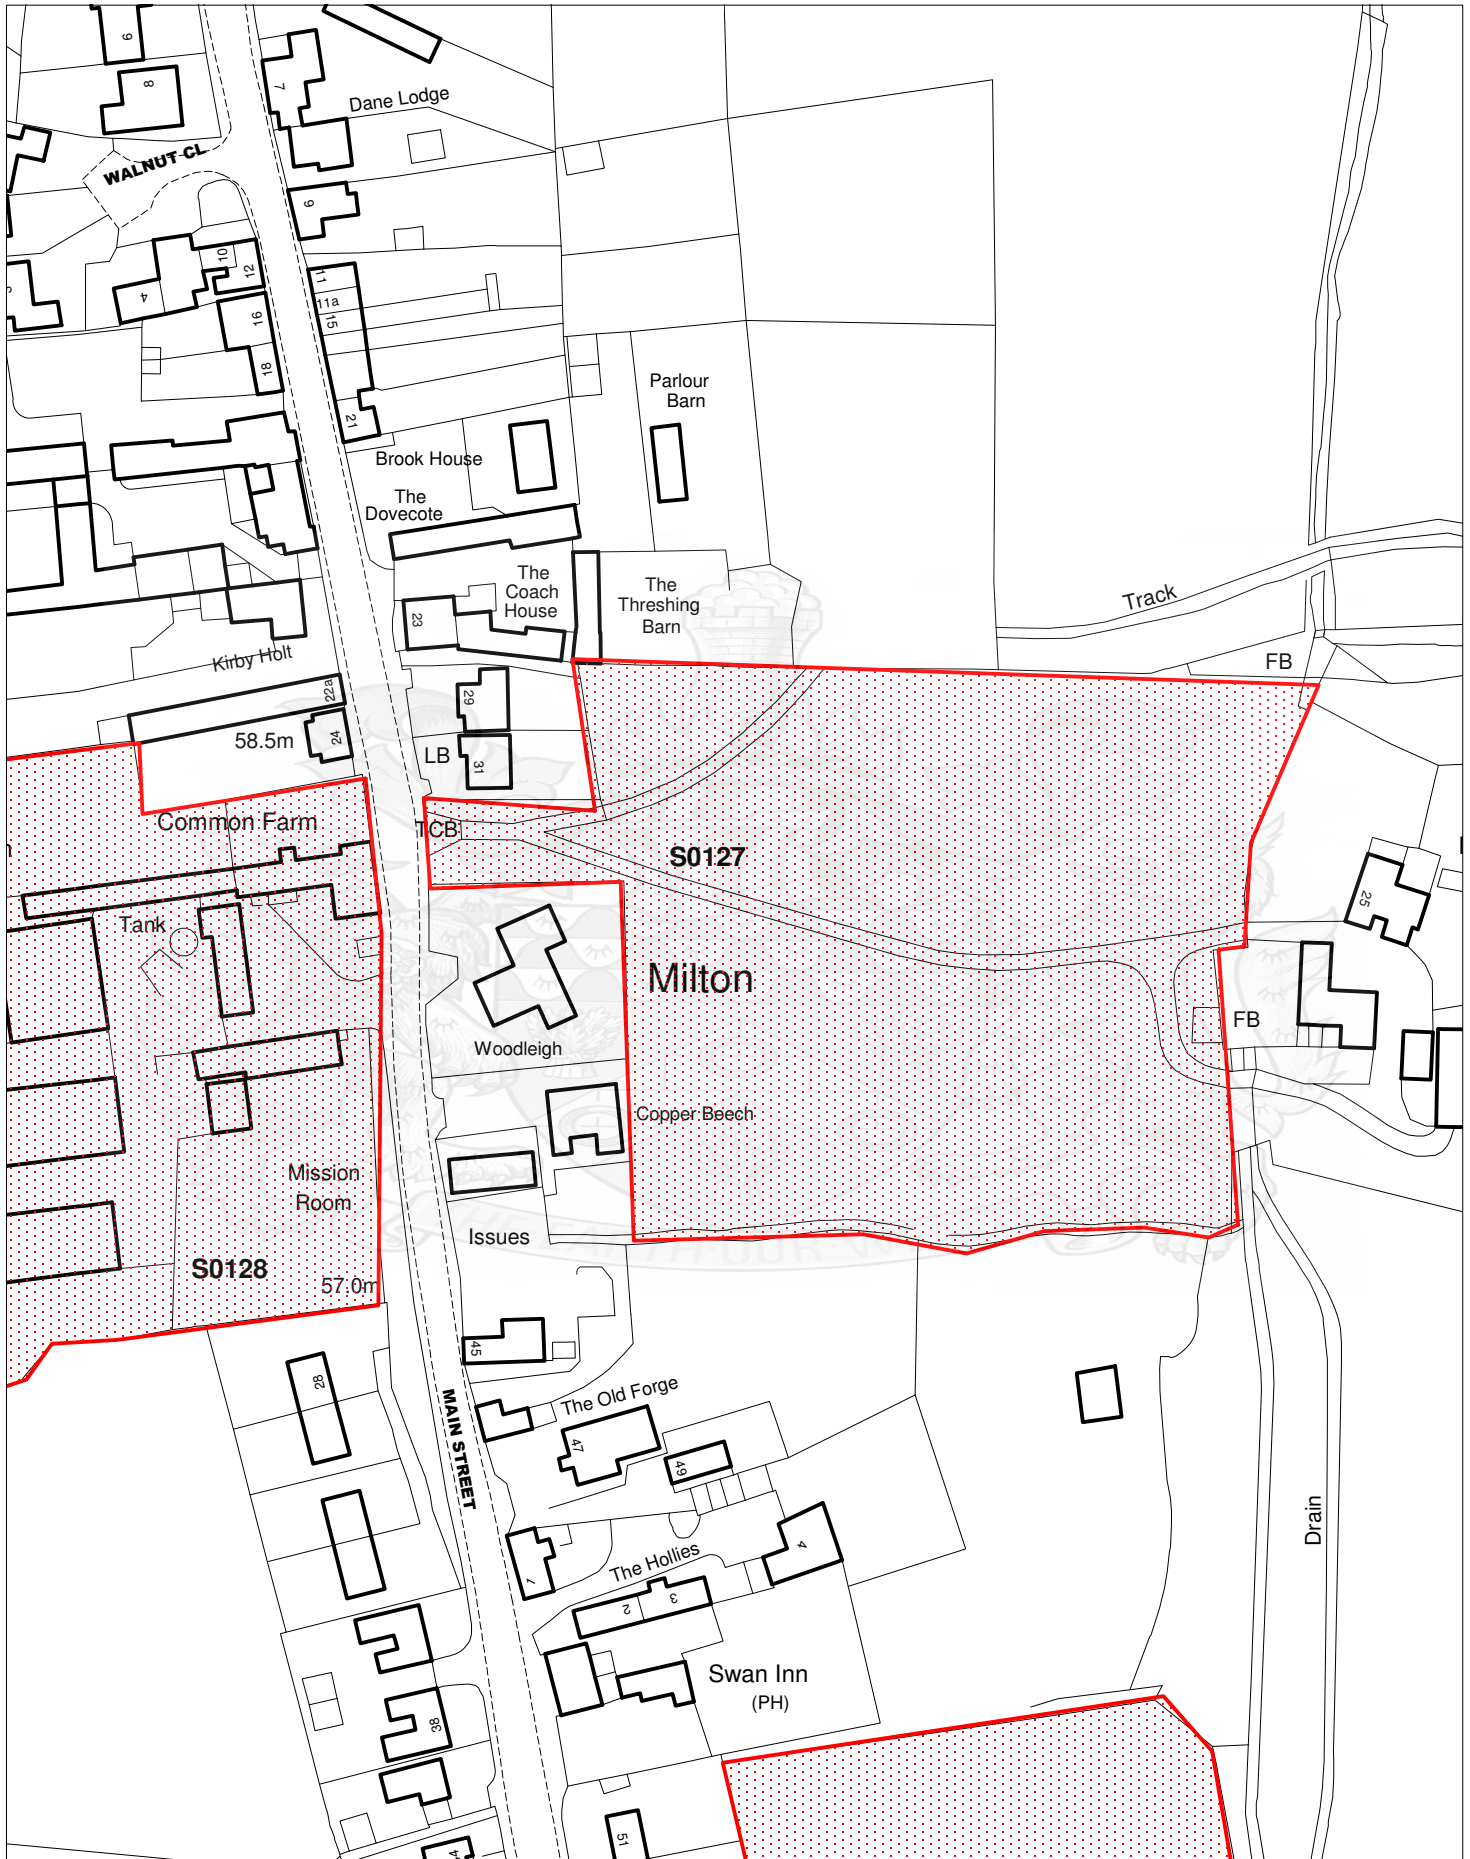 6
8
7
Dane Lodge
WALNUT CL
9
10
12
4
11
11a
15
16
18
21
Parlour
Barn
Brook House
The
Dovecote
The
Coach
House
The
Threshing
Barn
23
Track
Kirby Holt
FB
22a
29
24
58.5m
LB
31
Common Farm
TCB
S0127
25
Tank
Milton
FB
Woodleigh
Copper Beech
Mission
Room
Issues
S0128
57.0m
45
28
MAIN STREET
The Old Forge
47
49
Drain
4
1
The Hollies
2
3
Swan Inn
(PH)
38
51